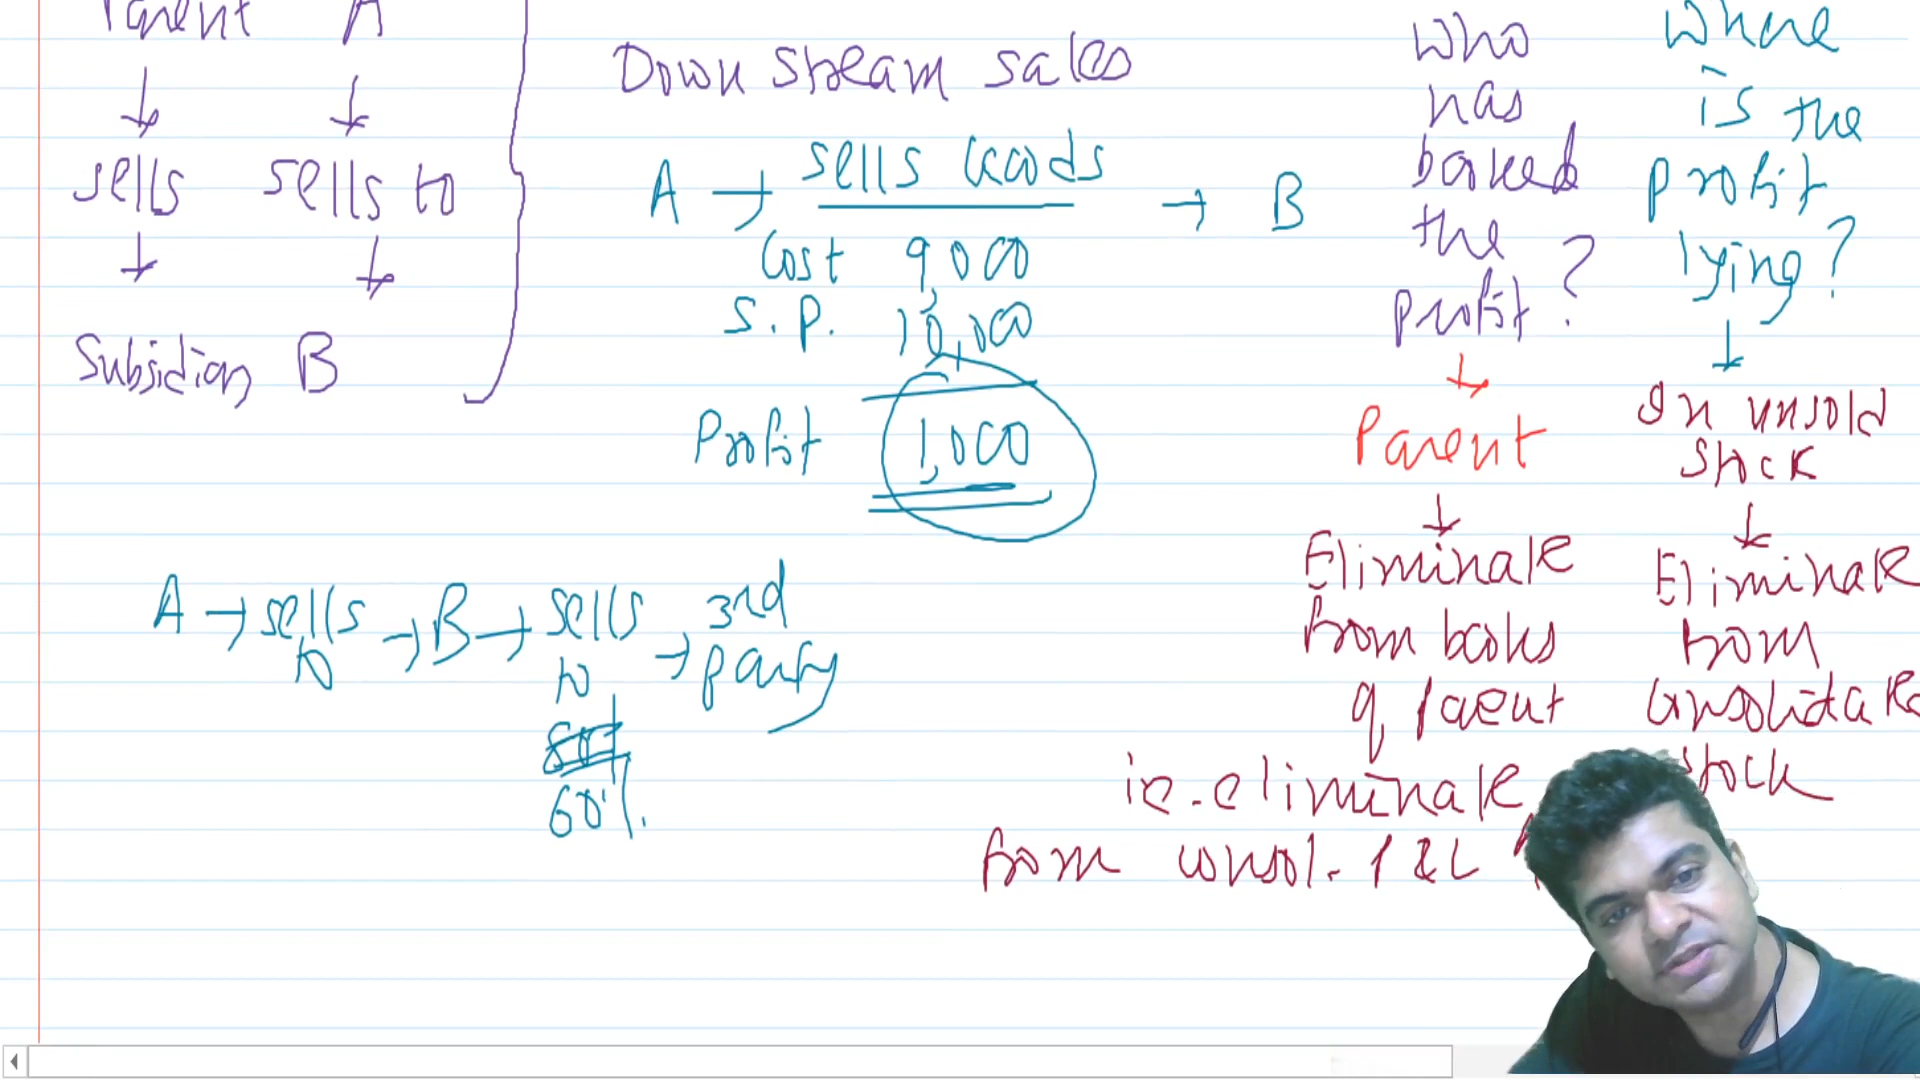 Parent A
sells sells to
Subsidiary B
Down stream sales
A → sells Goods → B
Cost 9,000
S.P. 10,000
Profit 1,000
A → sells to → B → sells to → 3rd party
60%.
Who
has
booked
the
Profit?
Parent
Eliminate
from books
of Parent
ie. eliminate
from consol. P&L
Where
is the
profit
lying?
In unsold
Stock
Eliminate
from
Consolidated
stock